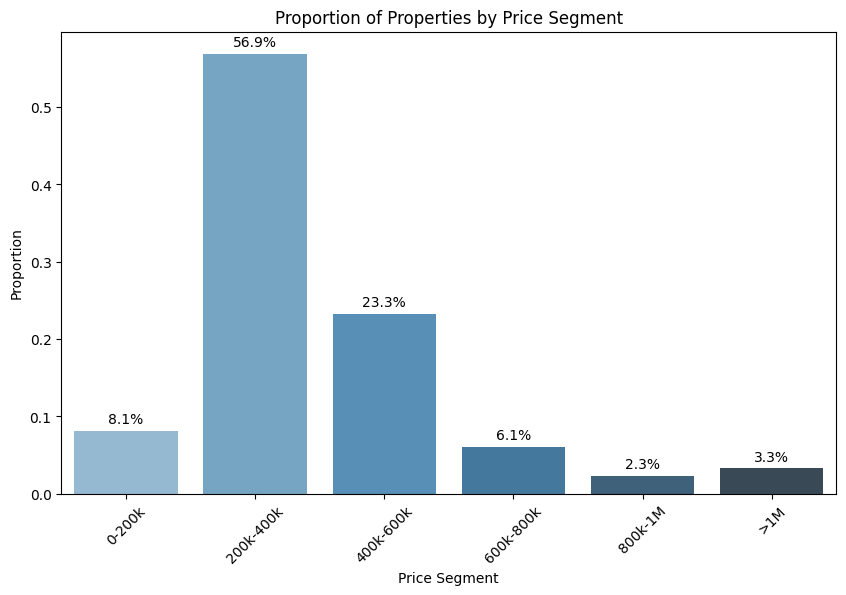 Proportion of Properties by Price Segment
56.9%
0.5
0.4
0.3
23.3%
0.2
Proportion
0.1
8.1%
6.1%
2.3%
3.3%
0.0
0-200k
200k-400k
400k-600k
600k-800k
800k-1M
>1M
Price Segment